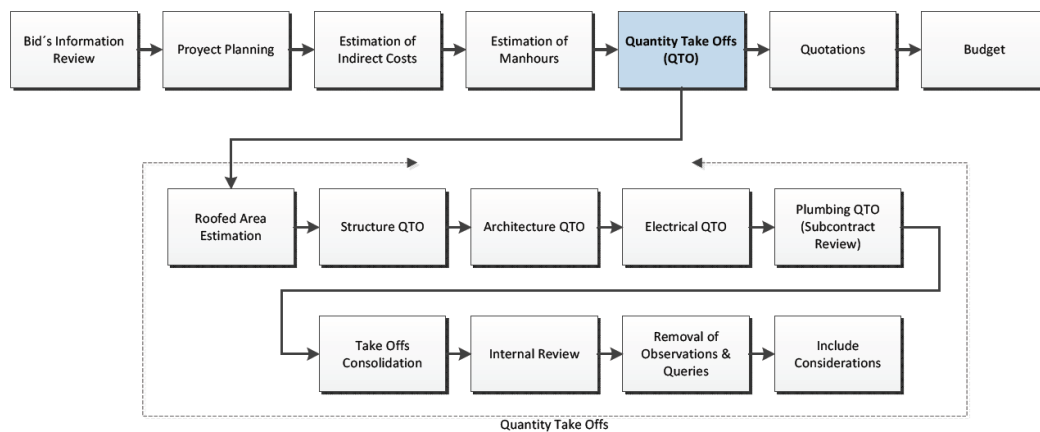 Bid´s Information
Review
Proyect Planning
Estimation of
Indirect Costs
Estimation of
Manhours
Quantity Take Offs
(QTO)
Quotations
Budget
Roofed Area
Estimation
Structure QTO
Architecture QTO
Electrical QTO
Plumbing QTO
(Subcontract
Review)
Take Offs
Consolidation
Internal Review
Removal of
Observations &
Queries
Include
Considerations
Quantity Take Offs